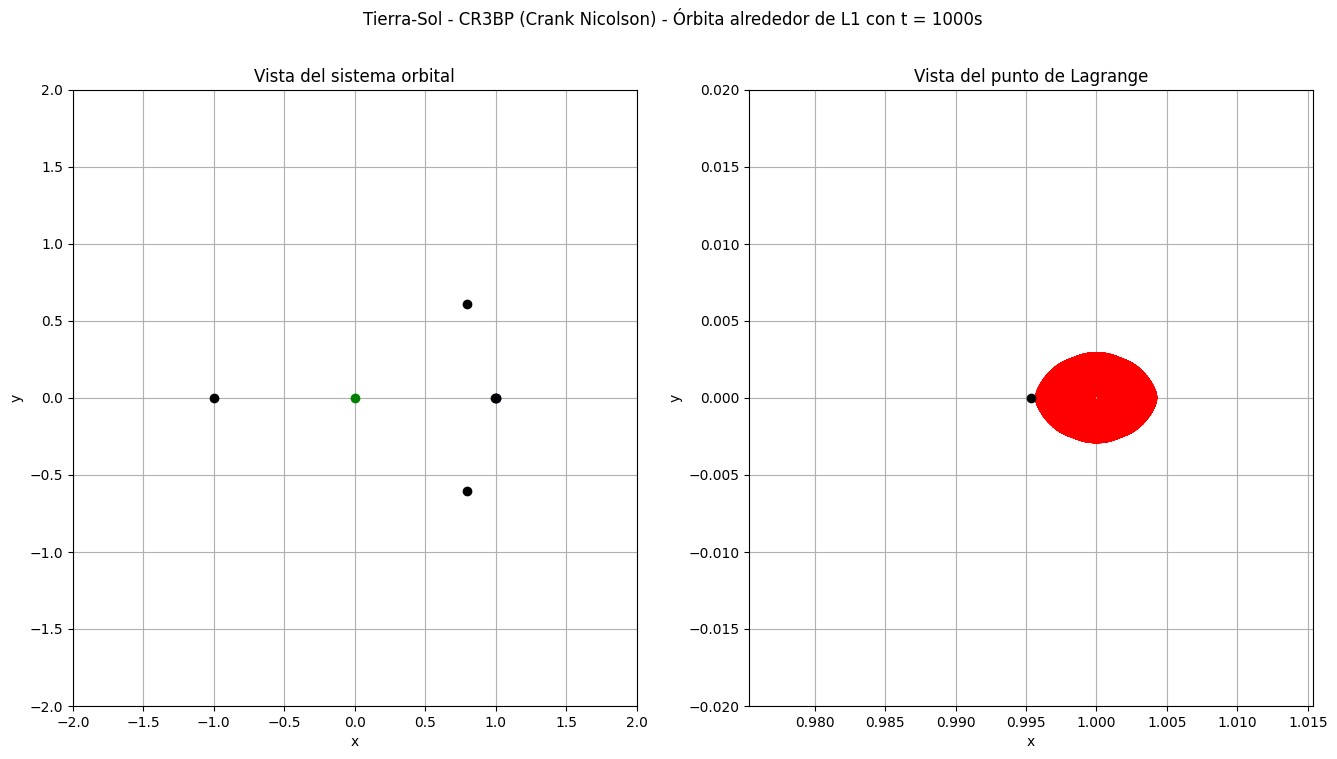 Tierra-Sol - CR3BP (Crank Nicolson) - Órbita alrededor de L1 con t = 1000s
Vista del sistema orbital
2.0
1.5
1.0
0.5
0.0
−0.5
−1.0
−1.5
−2.0
y
−2.0 −1.5 −1.0 −0.5 0.0 0.5 1.0 1.5 2.0
x
Vista del punto de Lagrange
0.020
0.015
0.010
0.005
0.000
−0.005
−0.010
−0.015
−0.020
y
0.980 0.985 0.990 0.995 1.000 1.005 1.010 1.015
x